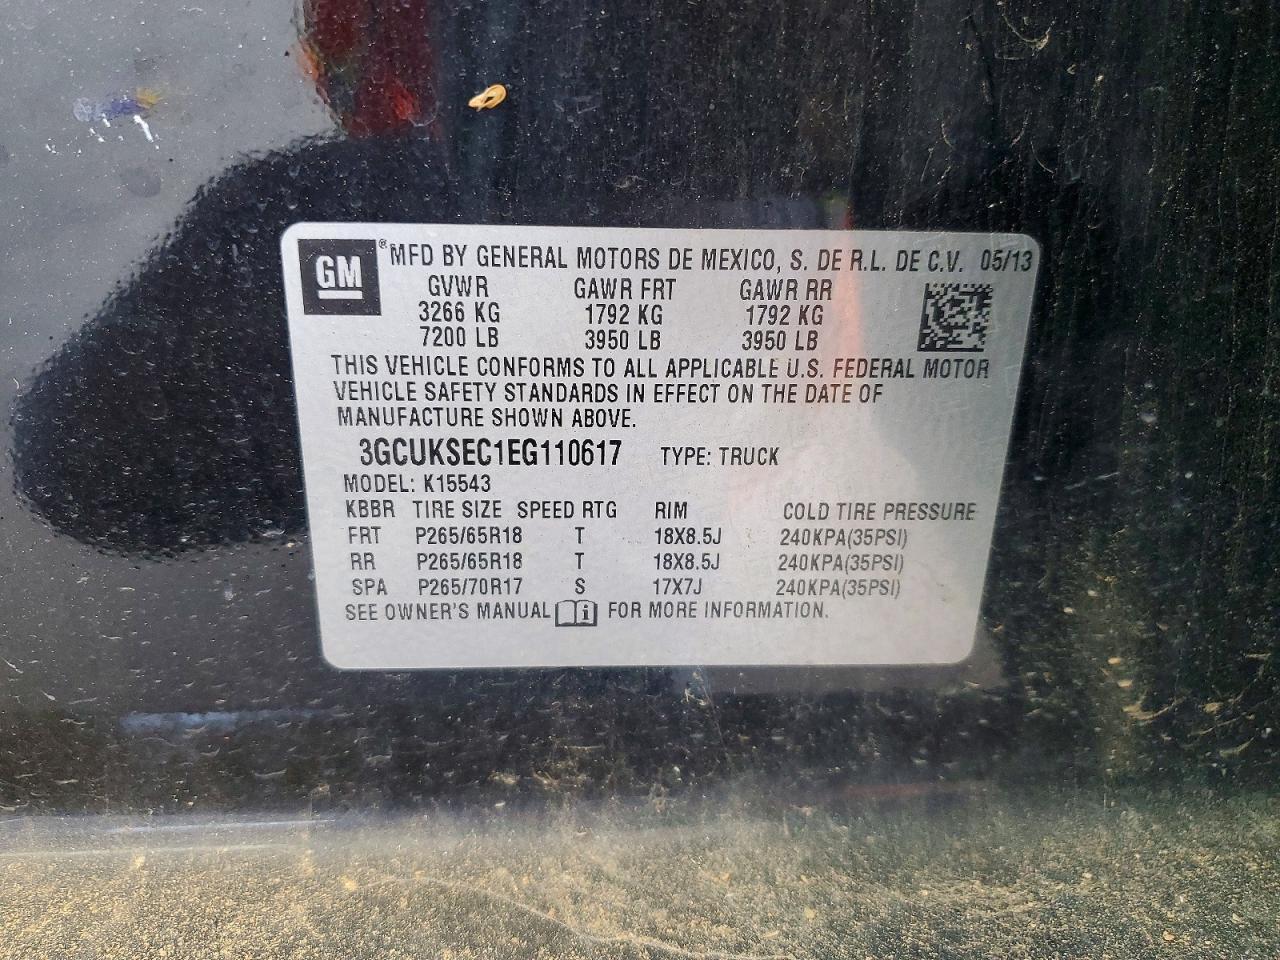 GM ® MFD BY GENERAL MOTORS DE MEXICO, S. DE R.L. DE C.V. 05/13
GVWR GAWR FRT GAWR RR
3266 KG 1792 KG 1792 KG
7200 LB 3950 LB 3950 LB
THIS VEHICLE CONFORMS TO ALL APPLICABLE U.S. FEDERAL MOTOR
VEHICLE SAFETY STANDARDS IN EFFECT ON THE DATE OF
MANUFACTURE SHOWN ABOVE.
3GCUKSEC1EG110617 TYPE: TRUCK
MODEL: K15543
KBBR TIRE SIZE SPEED RTG RIM COLD TIRE PRESSURE
FRT P265/65R18 T 18X8.5J 240KPA(35PSI)
RR P265/65R18 T 18X8.5J 240KPA(35PSI)
SPA P265/70R17 S 17X7J 240KPA(35PSI)
SEE OWNER'S MANUAL i FOR MORE INFORMATION.